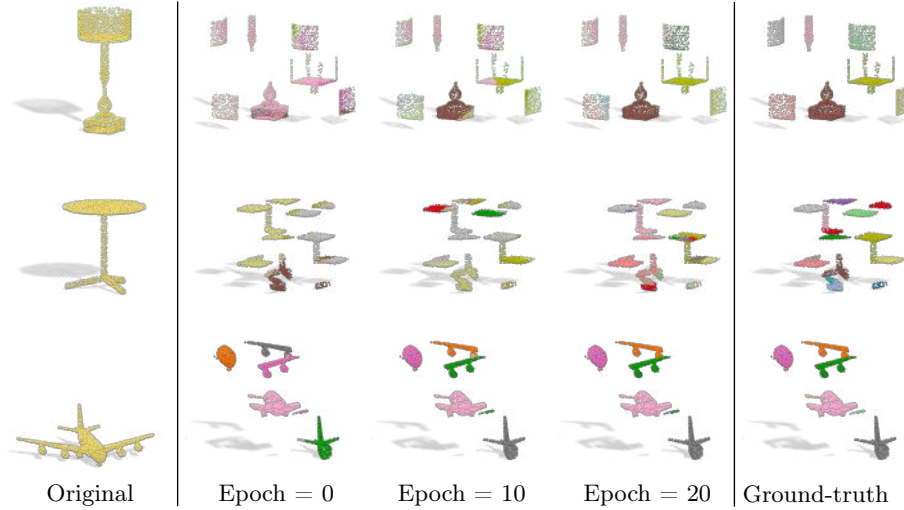 Original Epoch = 0 Epoch = 10 Epoch = 20 Ground-truth